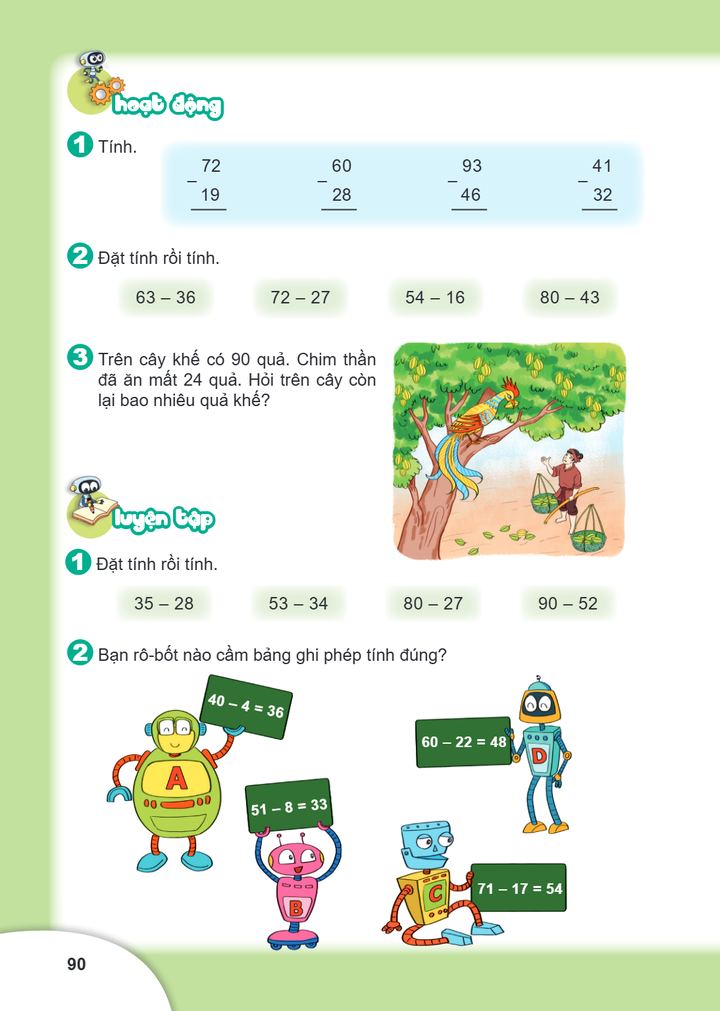 hoạt động
1 Tính.
72 60 93 41
– – – –
19 28 46 32
2 Đặt tính rồi tính.
63 – 36 72 – 27 54 – 16 80 – 43
3 Trên cây khế có 90 quả. Chim thần
đã ăn mất 24 quả. Hỏi trên cây còn
lại bao nhiêu quả khế?
luyện tập
1 Đặt tính rồi tính.
35 – 28 53 – 34 80 – 27 90 – 52
2 Bạn rô-bốt nào cầm bảng ghi phép tính đúng?
40 – 4 = 36
A
60 – 22 = 48
D
51 – 8 = 33
B
71 – 17 = 54
C
90